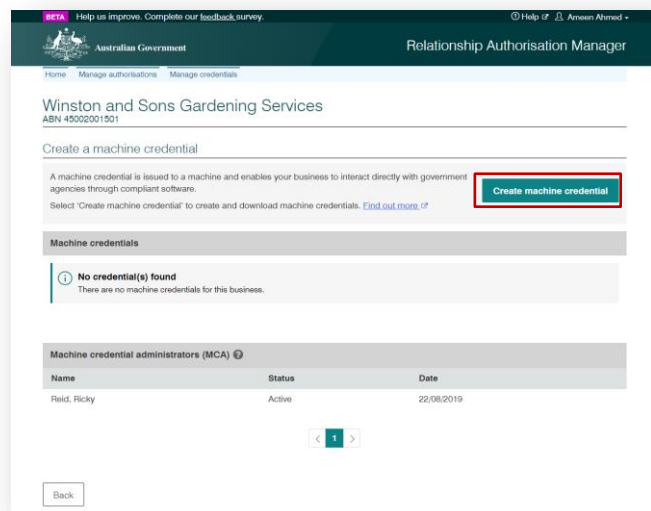 BETA Help us improve. Complete our feedback survey. Help Ameen Ahmed
Australian Government Relationship Authorisation Manager
Home Manage authorisations Manage credentials
Winston and Sons Gardening Services
ABN 45002001501
Create a machine credential
A machine credential is issued to a machine and enables your business to interact directly with government
agencies through compliant software.
Create machine credential
Select 'Create machine credential' to create and download machine credentials. Find out more
Machine credentials
No credential(s) found
There are no machine credentials for this business.
Machine credential administrators (MCA)
Name Status Date
Reid, Ricky Active 22/08/2019
< 1 >
Back